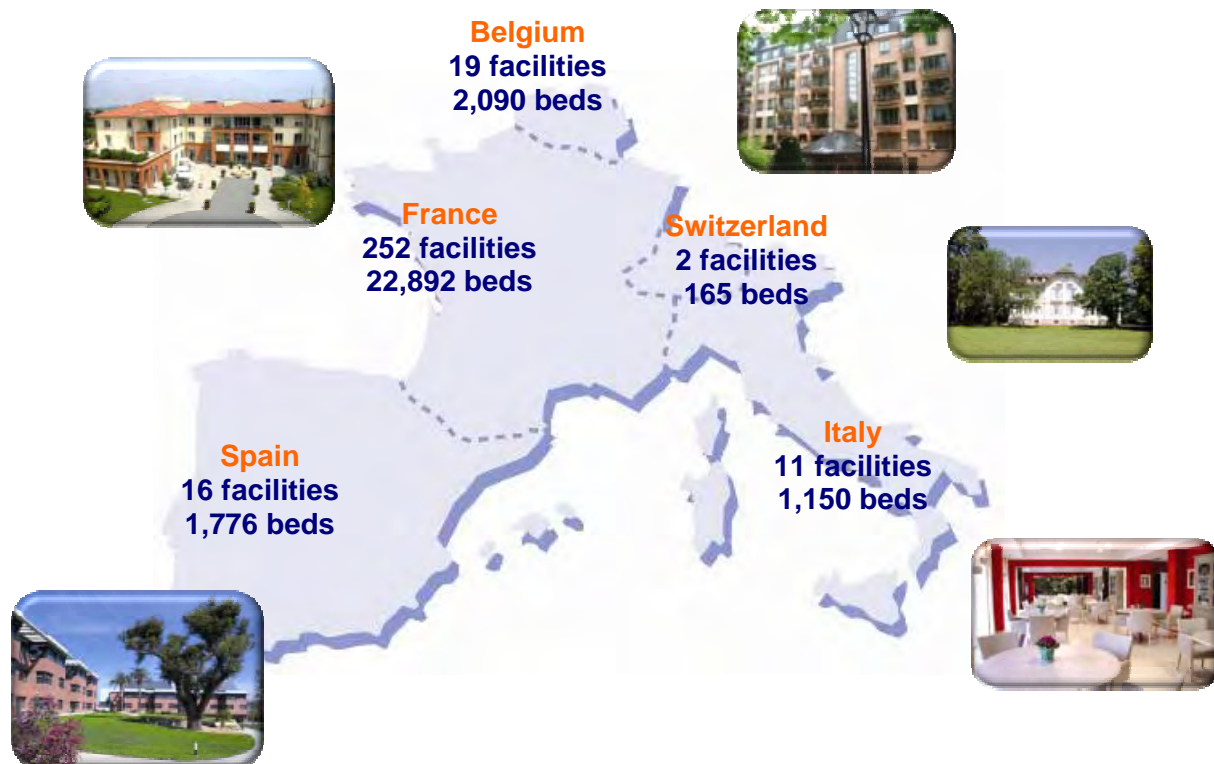 Belgium
19 facilities
2,090 beds
France
252 facilities
22,892 beds
Switzerland
2 facilities
165 beds
Spain
16 facilities
1,776 beds
Italy
11 facilities
1,150 beds